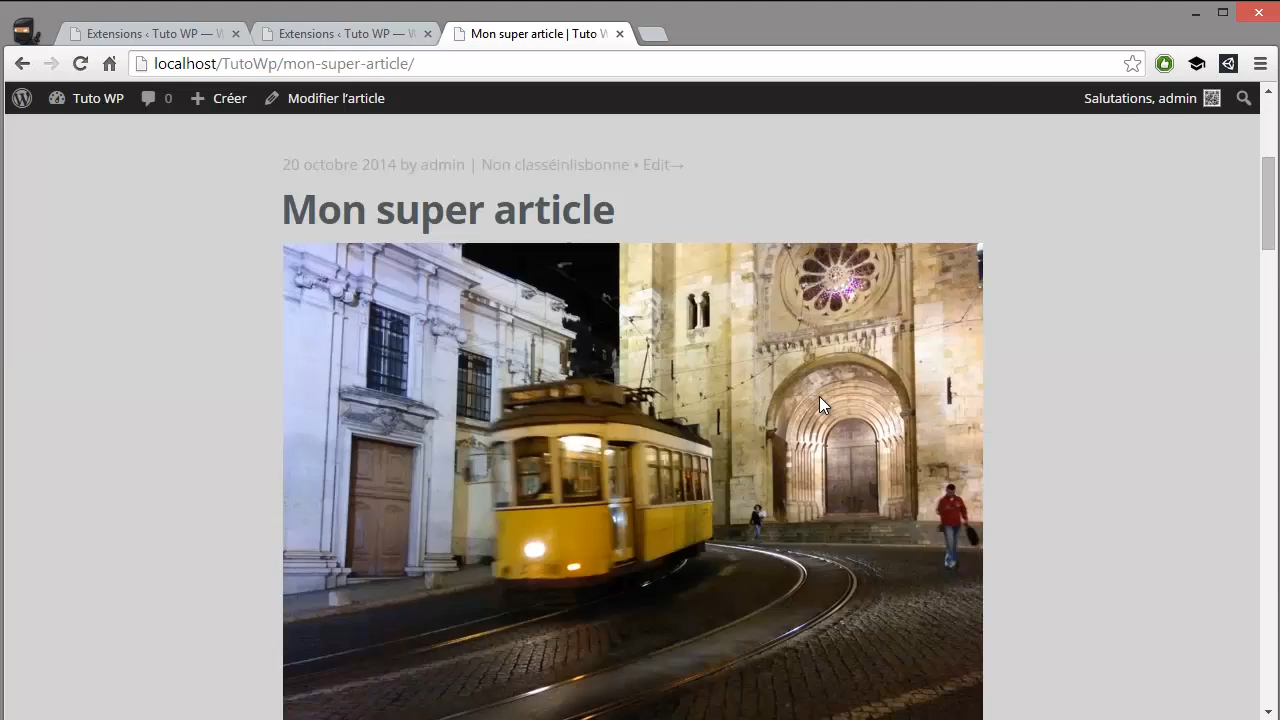 Extensions ‹ Tuto WP — W
Extensions ‹ Tuto WP — W
Mon super article | Tuto W
localhost/TutoWp/mon-super-article/
Tuto WP 0 Créer Modifier l'article Salutations, admin
20 octobre 2014 by admin | Non classéinlisbonne • Edit→
Mon super article